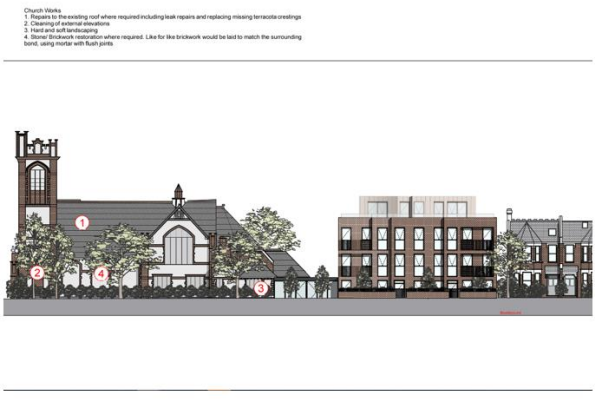 Church Works
1. Repairs to the existing roof where required including leak repairs and replacing missing terracota crestings
2. Cleaning of external elevations
3. Hard and soft landscaping
4. Stone/ Brickwork restoration where required. Like for like brickwork would be laid to match the surrounding
bond, using mortar with flush joints
1
2
4
3